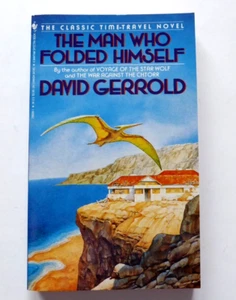 THE CLASSIC TIME-TRAVEL NOVEL
THE MAN WHO
FOLDED HIMSELF
By the author of VOYAGE OF THE STAR WOLF
and THE WAR AGAINST THE CHTORR
DAVID GERROLD